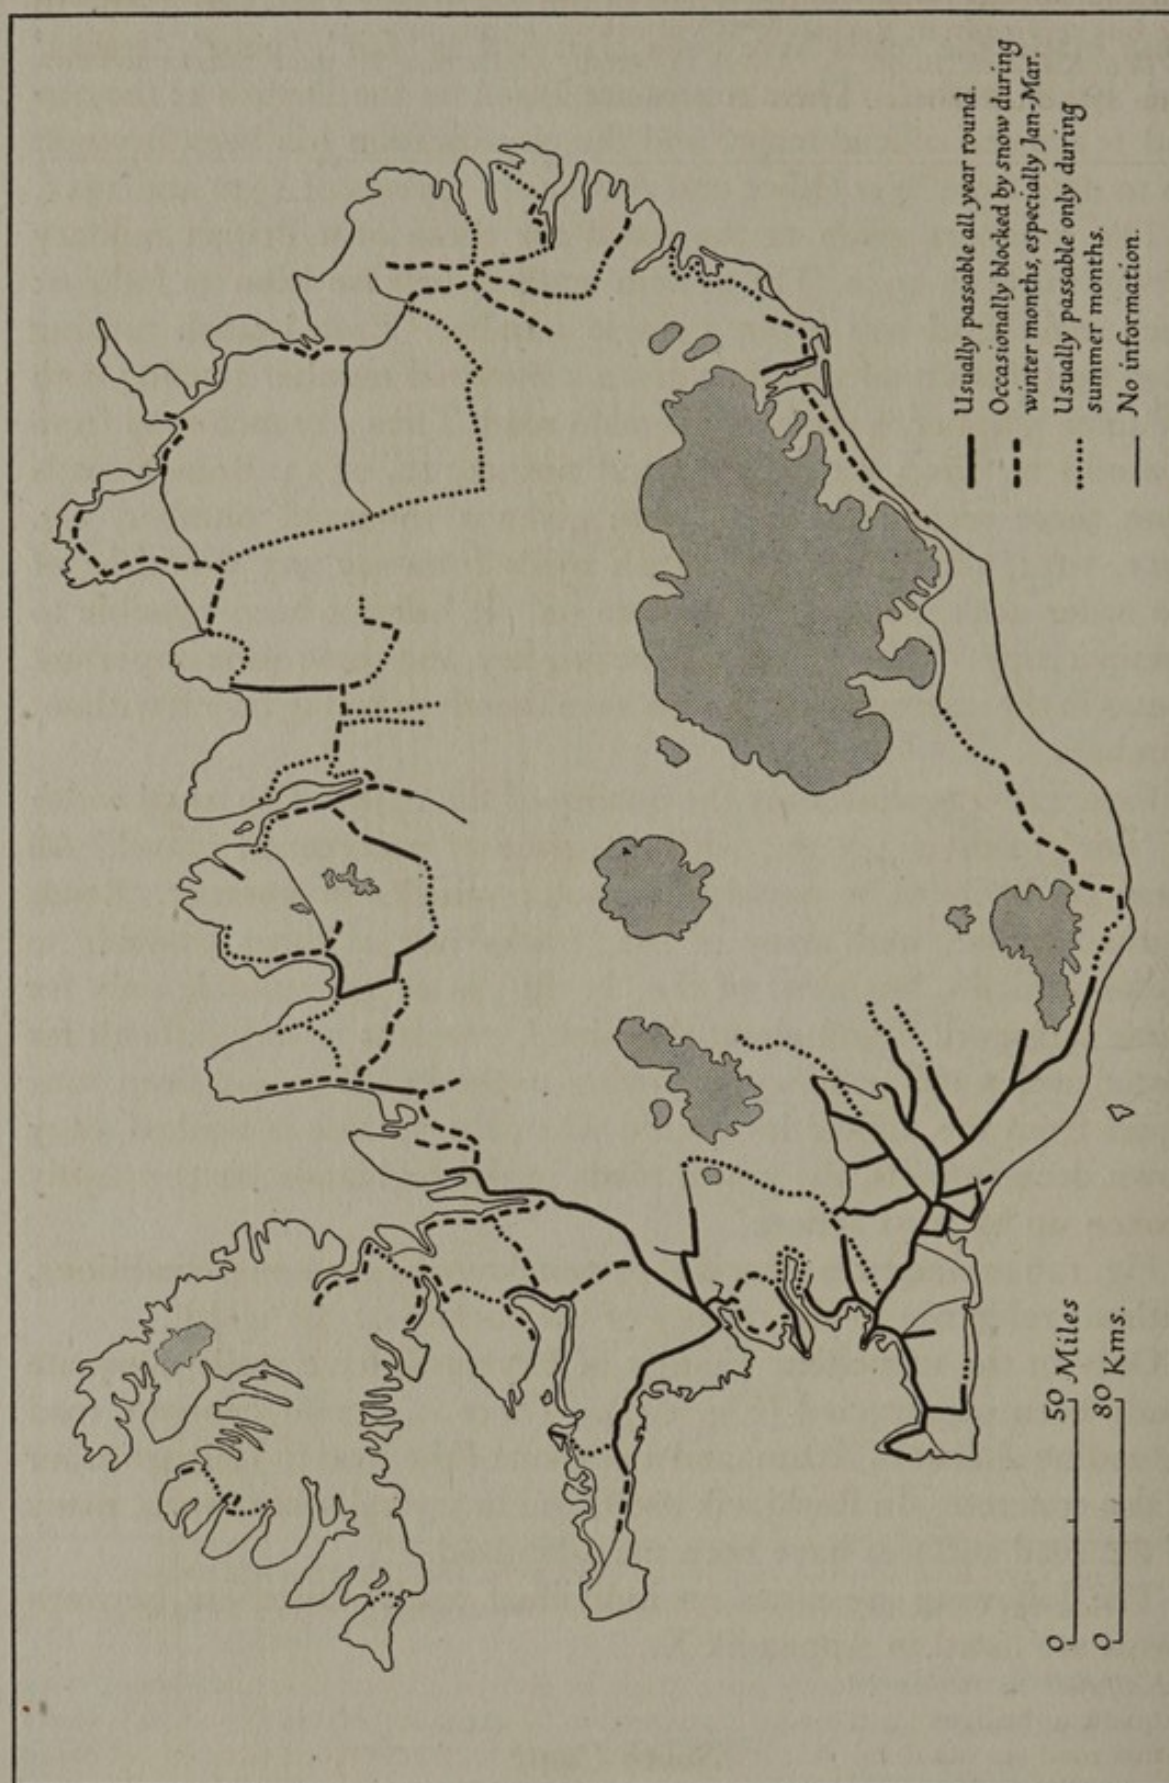 Usually passable all year round.
Occasionally blocked by snow during
winter months, especially Jan-Mar.
Usually passable only during
summer months.
No information.
0 50 Miles
0 80 Kms.